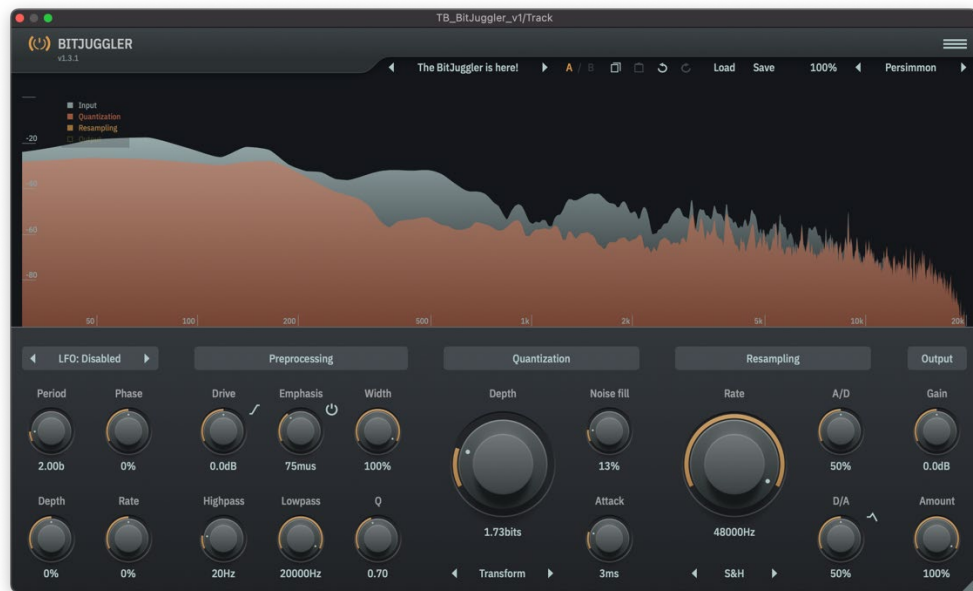 TB_BitJuggler_v1/Track
BITJUGGLER
v1.3.1
The BitJuggler is here! A / B Load Save 100% Persimmon
Input
Quantization
Resampling
-20
-60
-80
50 100 200 500 1k 2k 5k 10k 20k
LFO: Disabled Preprocessing Quantization Resampling Output
Period Phase Drive Emphasis Width Depth Noise fill Rate A/D Gain
2.00b 0% 0.0dB 75mus 100% 13% 50% 0.0dB
Depth Rate Highpass Lowpass Q Attack D/A Amount
1.73bits 48000Hz
0% 0% 20Hz 20000Hz 0.70 Transform 3ms S&H 50% 100%